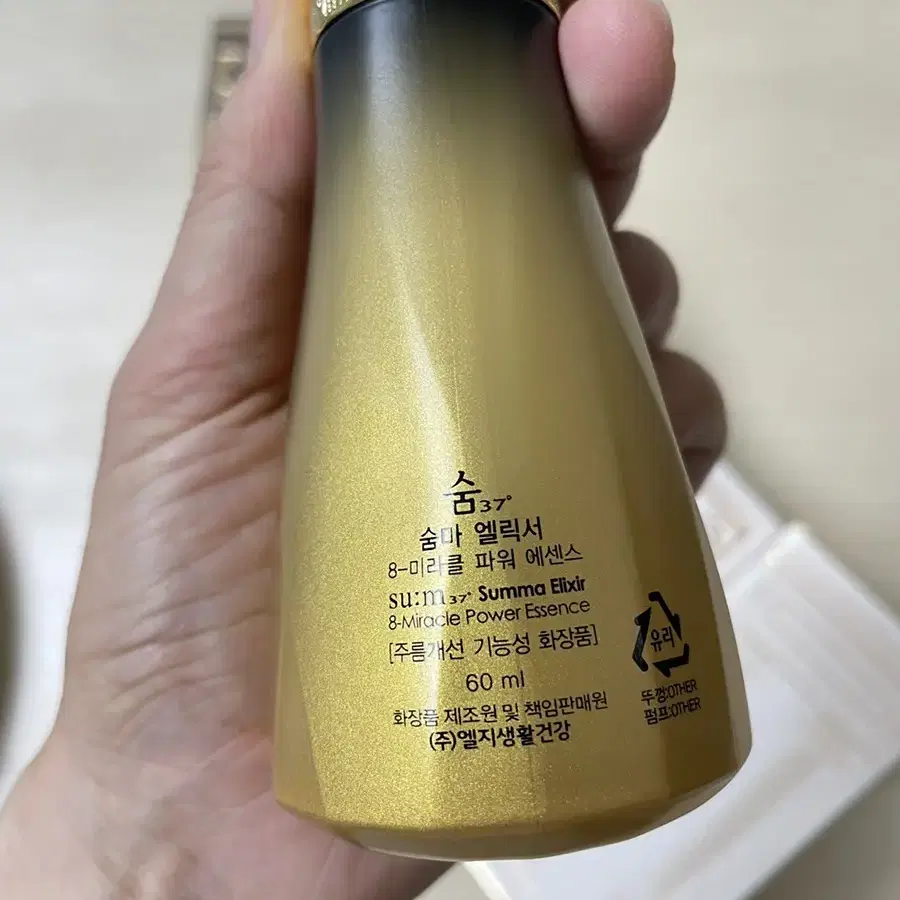 숨37°
숨마 엘릭서
8-미라클 파워 에센스
su:m37° Summa Elixir
8-Miracle Power Essence
[주름개선 기능성 화장품]
60 ml
화장품 제조원 및 책임판매원
(주)엘지생활건강
유리
뚜껑:OTHER
펌프:OTHER